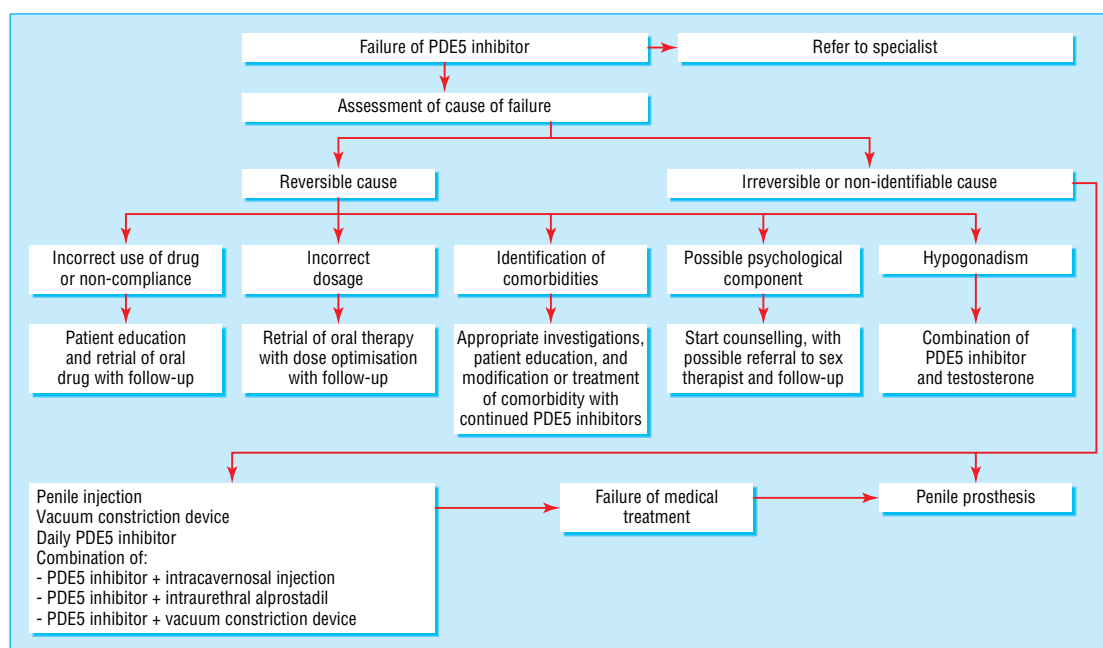 Failure of PDE5 inhibitor
Refer to specialist
Assessment of cause of failure
Reversible cause
Irreversible or non-identifiable cause
Incorrect use of drug
or non-compliance
Incorrect
dosage
Identification of
comorbidities
Possible psychological
component
Hypogonadism
Patient education
and retrial of oral
drug with follow-up
Retrial of oral therapy
with dose optimisation
with follow-up
Appropriate investigations,
patient education, and
modification or treatment
of comorbidity with
continued PDE5 inhibitors
Start counselling, with
possible referral to sex
therapist and follow-up
Combination of
PDE5 inhibitor
and testosterone
Penile injection
Vacuum constriction device
Daily PDE5 inhibitor
Combination of:
- PDE5 inhibitor + intracavernosal injection
- PDE5 inhibitor + intraurethral alprostadil
- PDE5 inhibitor + vacuum constriction device
Failure of medical
treatment
Penile prosthesis